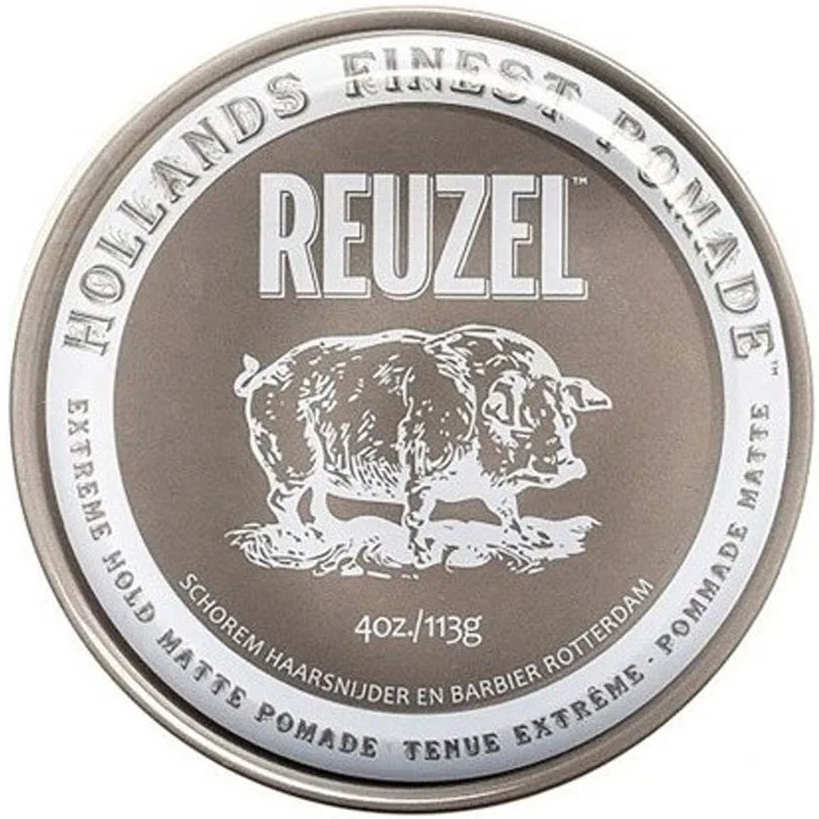 HOLLANDS FINEST POMADE™
REUZEL™
4oz./113g
SCHOREM HAARSNIJDER EN BARBIER ROTTERDAM
EXTREME HOLD MATTE POMADE TENUE EXTRÊME · POMMADE MATTE